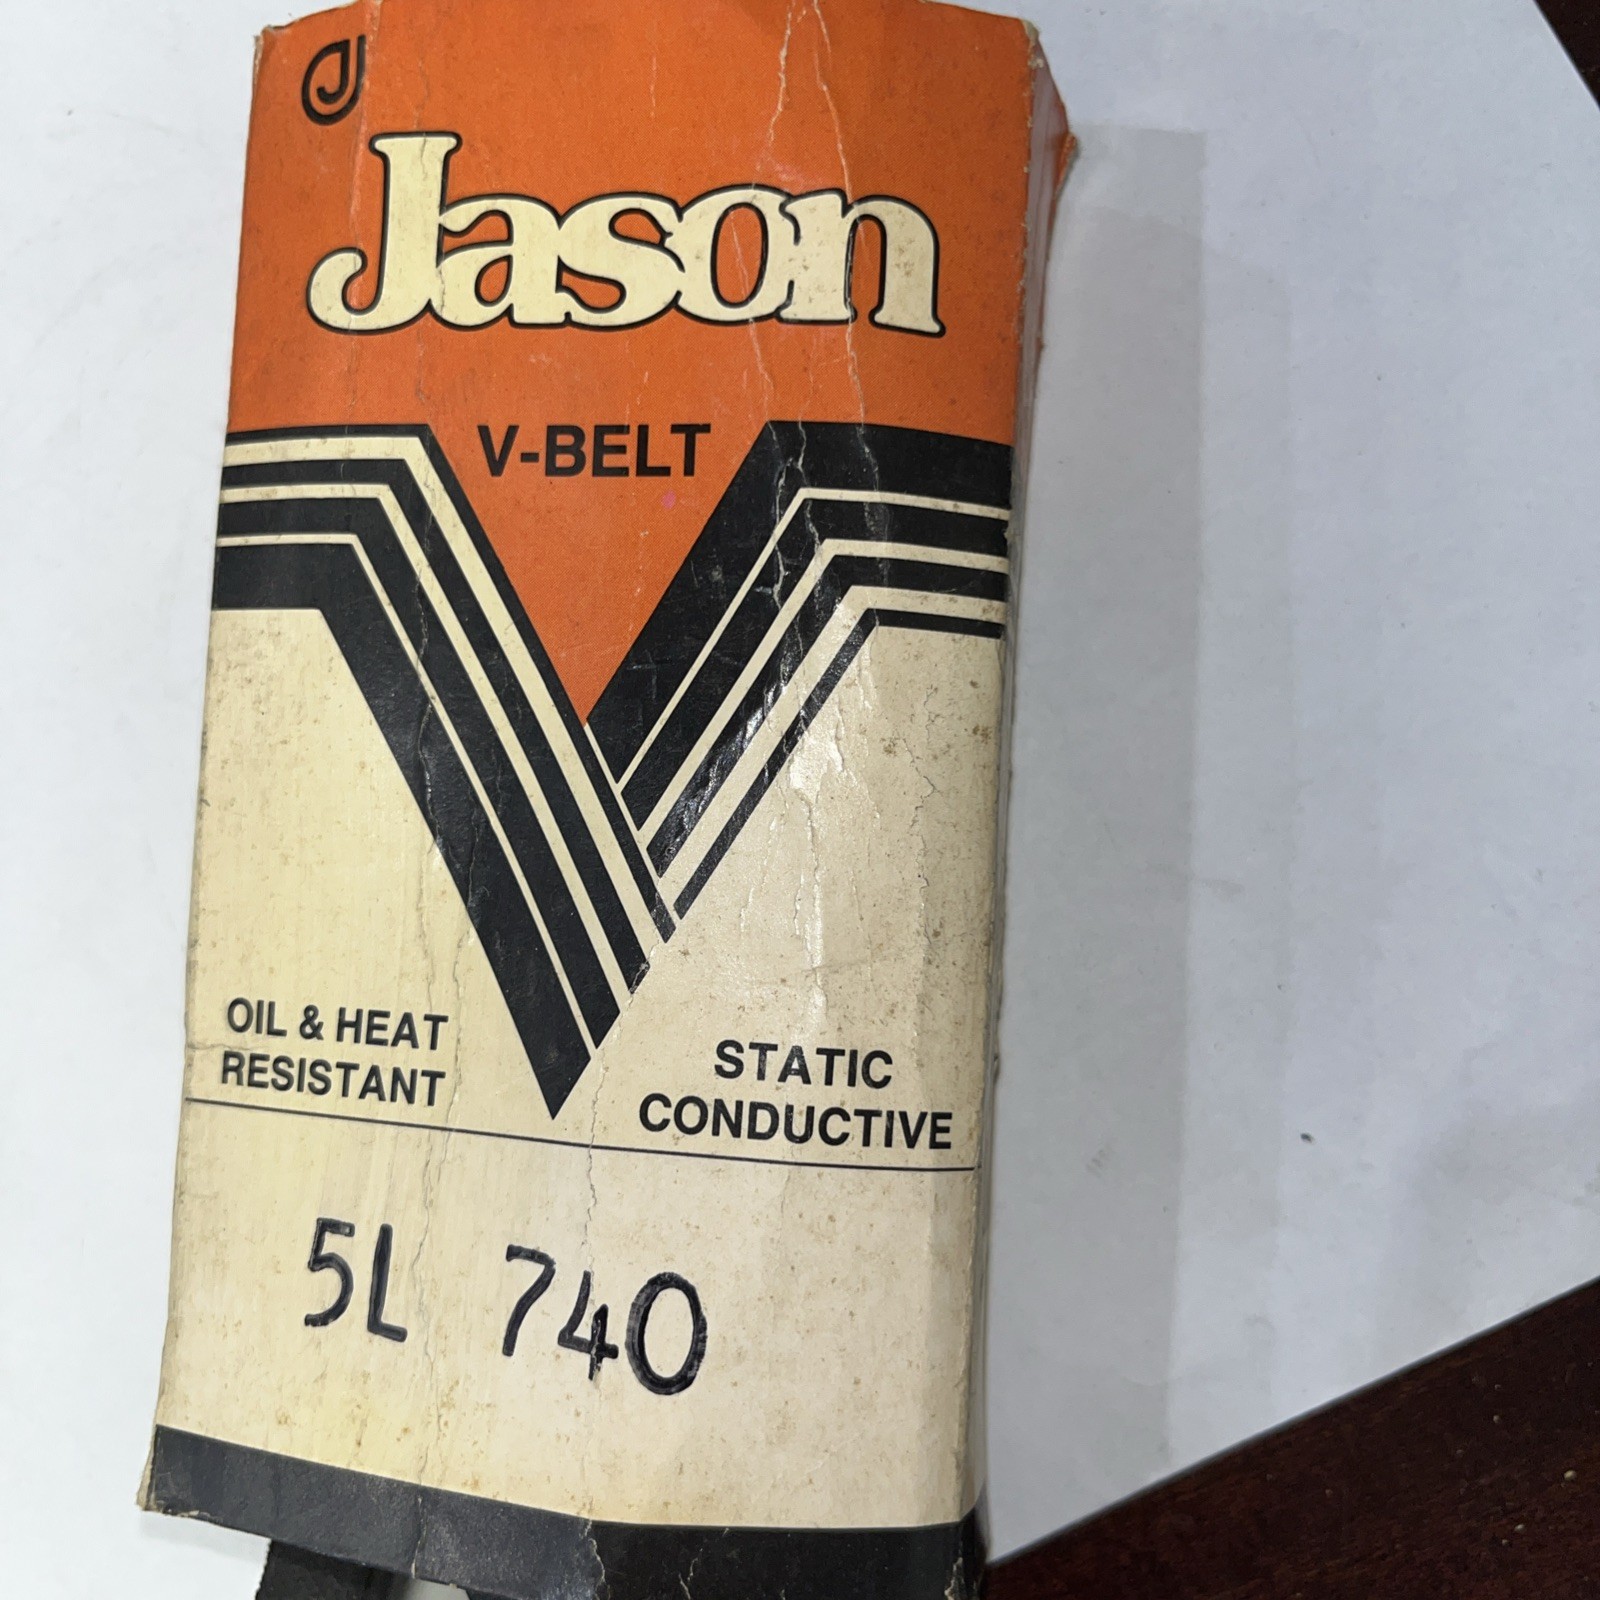 Jason
V-BELT
OIL & HEAT
RESISTANT
STATIC
CONDUCTIVE
5L 740